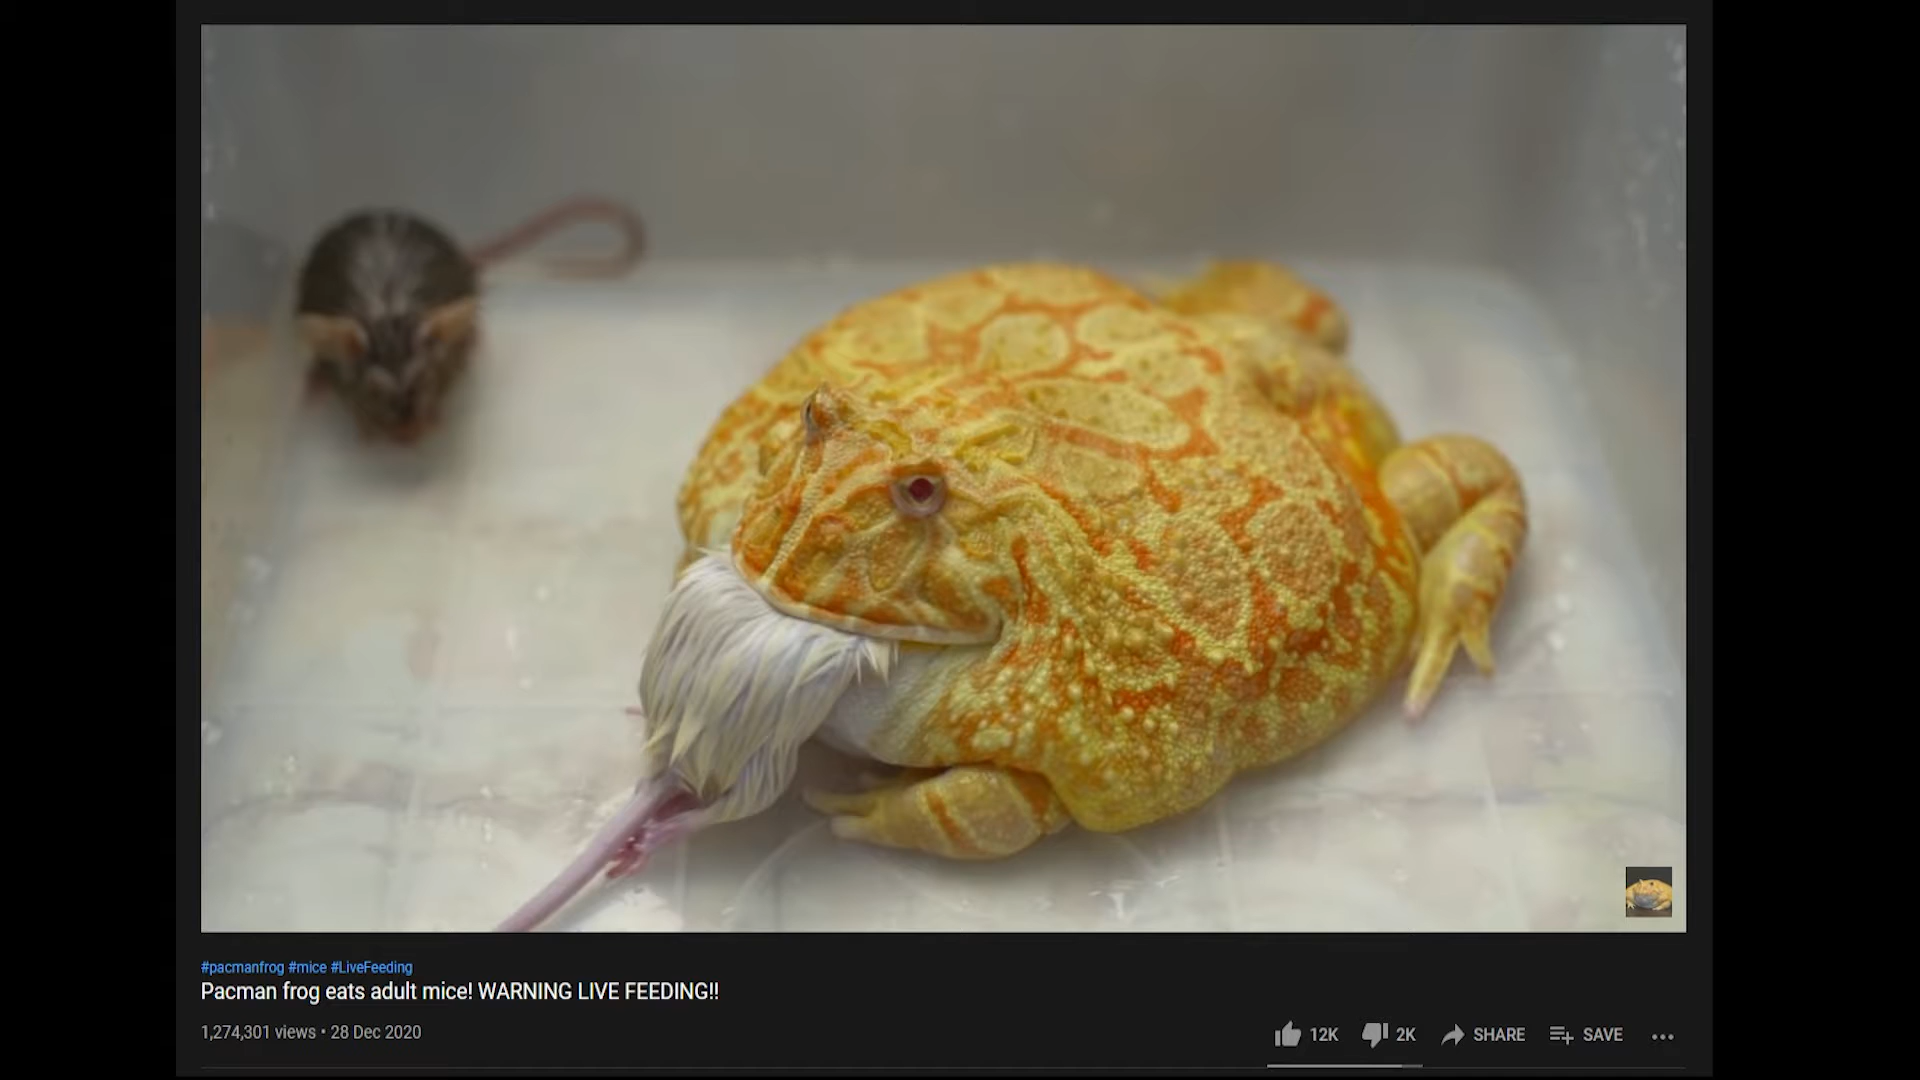 #pacmanfrog #mice #LiveFeeding
Pacman frog eats adult mice! WARNING LIVE FEEDING!!
1,274,301 views • 28 Dec 2020
12K 2K SHARE SAVE